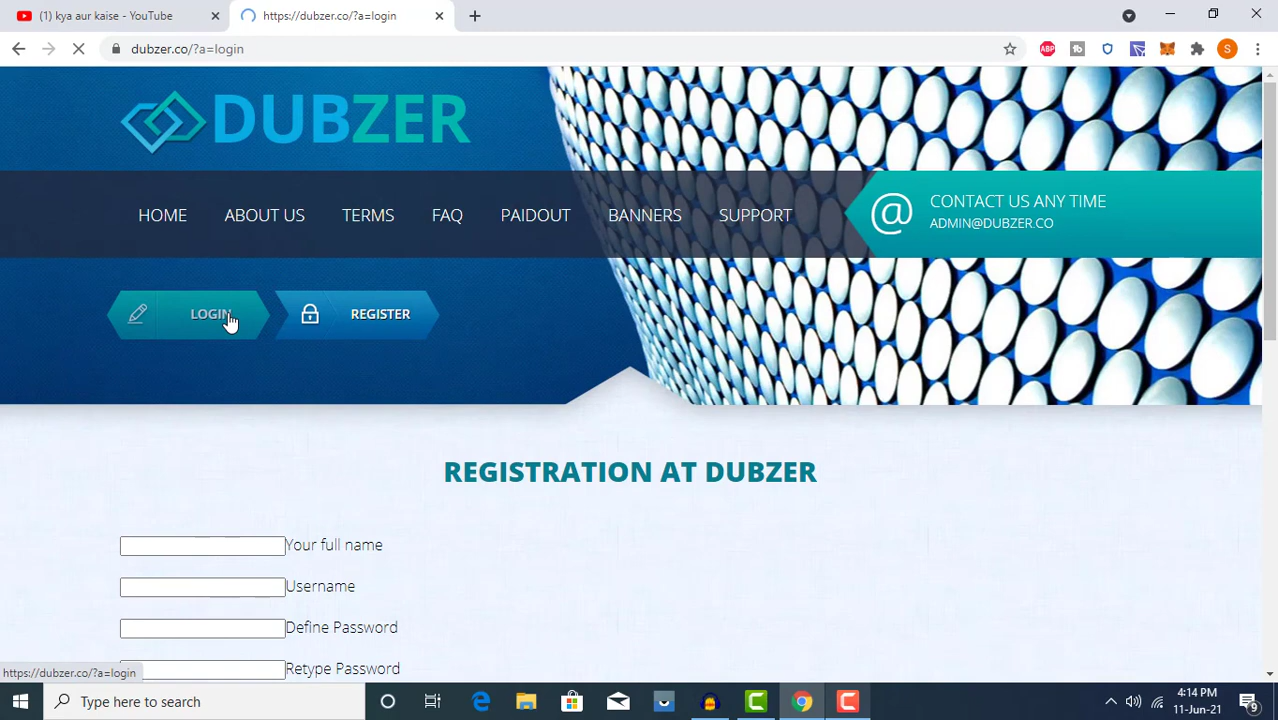 (1) kya aur kaise - YouTube
https://dubzer.co/?a=login
dubzer.co/?a=login
ABP
S
DUBZER
HOME ABOUT US TERMS FAQ PAIDOUT BANNERS SUPPORT
@ CONTACT US ANY TIME
ADMIN@DUBZER.CO
LOGIN REGISTER
REGISTRATION AT DUBZER
Your full name
Username
Define Password
Retype Password
https://dubzer.co/?a=login
Type here to search
4:14 PM
11-Jun-21
9